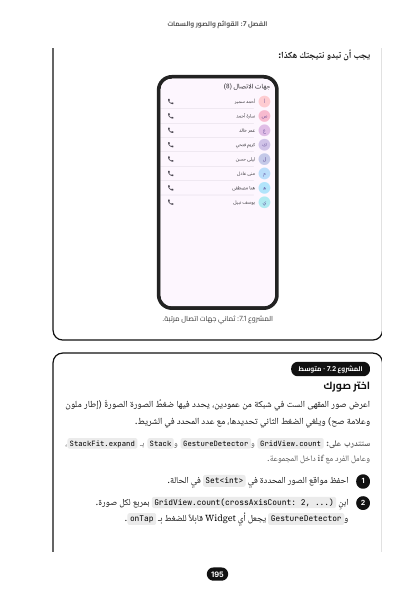 الفصل 7: القوائم والصور والسمات
يجب أن تبدو نتيجتك هكذا:
جهات الاتصال (8)
أ أحمد سمير
س سارة أحمد
ع عمر خالد
ك كريم فتحي
ل ليلى حسن
م منى عادل
ه هدا مصطفى
ي يوسف نبيل
المشروع 7.1: ثماني جهات اتصال مرتبة.
المشروع 7.2 · متوسط
اختر صورك
اعرض صور المقهى الست في شبكة من عمودين، يحدد فيها ضغطُ الصورة الصورةَ (إطار ملون
وعلامة صح) ويلغي الضغط الثاني تحديدها، مع عدد المحدد في الشريط.
ستتدرب على: GridView.count و GestureDetector و Stack بـ StackFit.expand،
وعامل الفرد مع if داخل المجموعة.
1 احفظ مواقع الصور المحددة في Set<int> في الحالة.
2 ابنِ GridView.count(crossAxisCount: 2, ...) بمربع لكل صورة.
و GestureDetector يجعل أي Widget قابلاً للضغط بـ onTap.
195